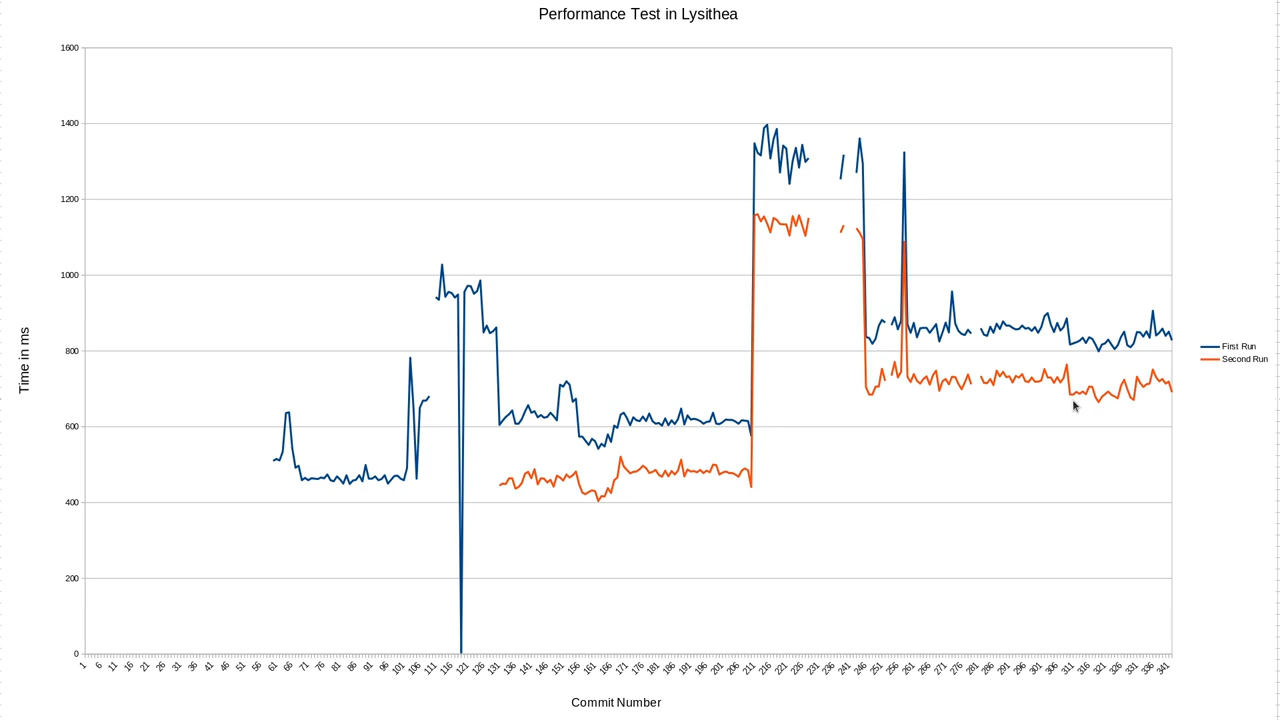 Performance Test in Lysithea
1600
1400
1200
1000
800
600
400
200
0
Time in ms
First Run
Second Run
1 6 11 16 21 26 31 36 41 46 51 56 61 66 71 76 81 86 91 96 101 106 111 116 121 126 131 136 141 146 151 156 161 166 171 176 181 186 191 196 201 206 211 216 221 226 231 236 241 246 251 256 261 266 271 276 281 286 291 296 301 306 311 316 321 326 331 336 341
Commit Number